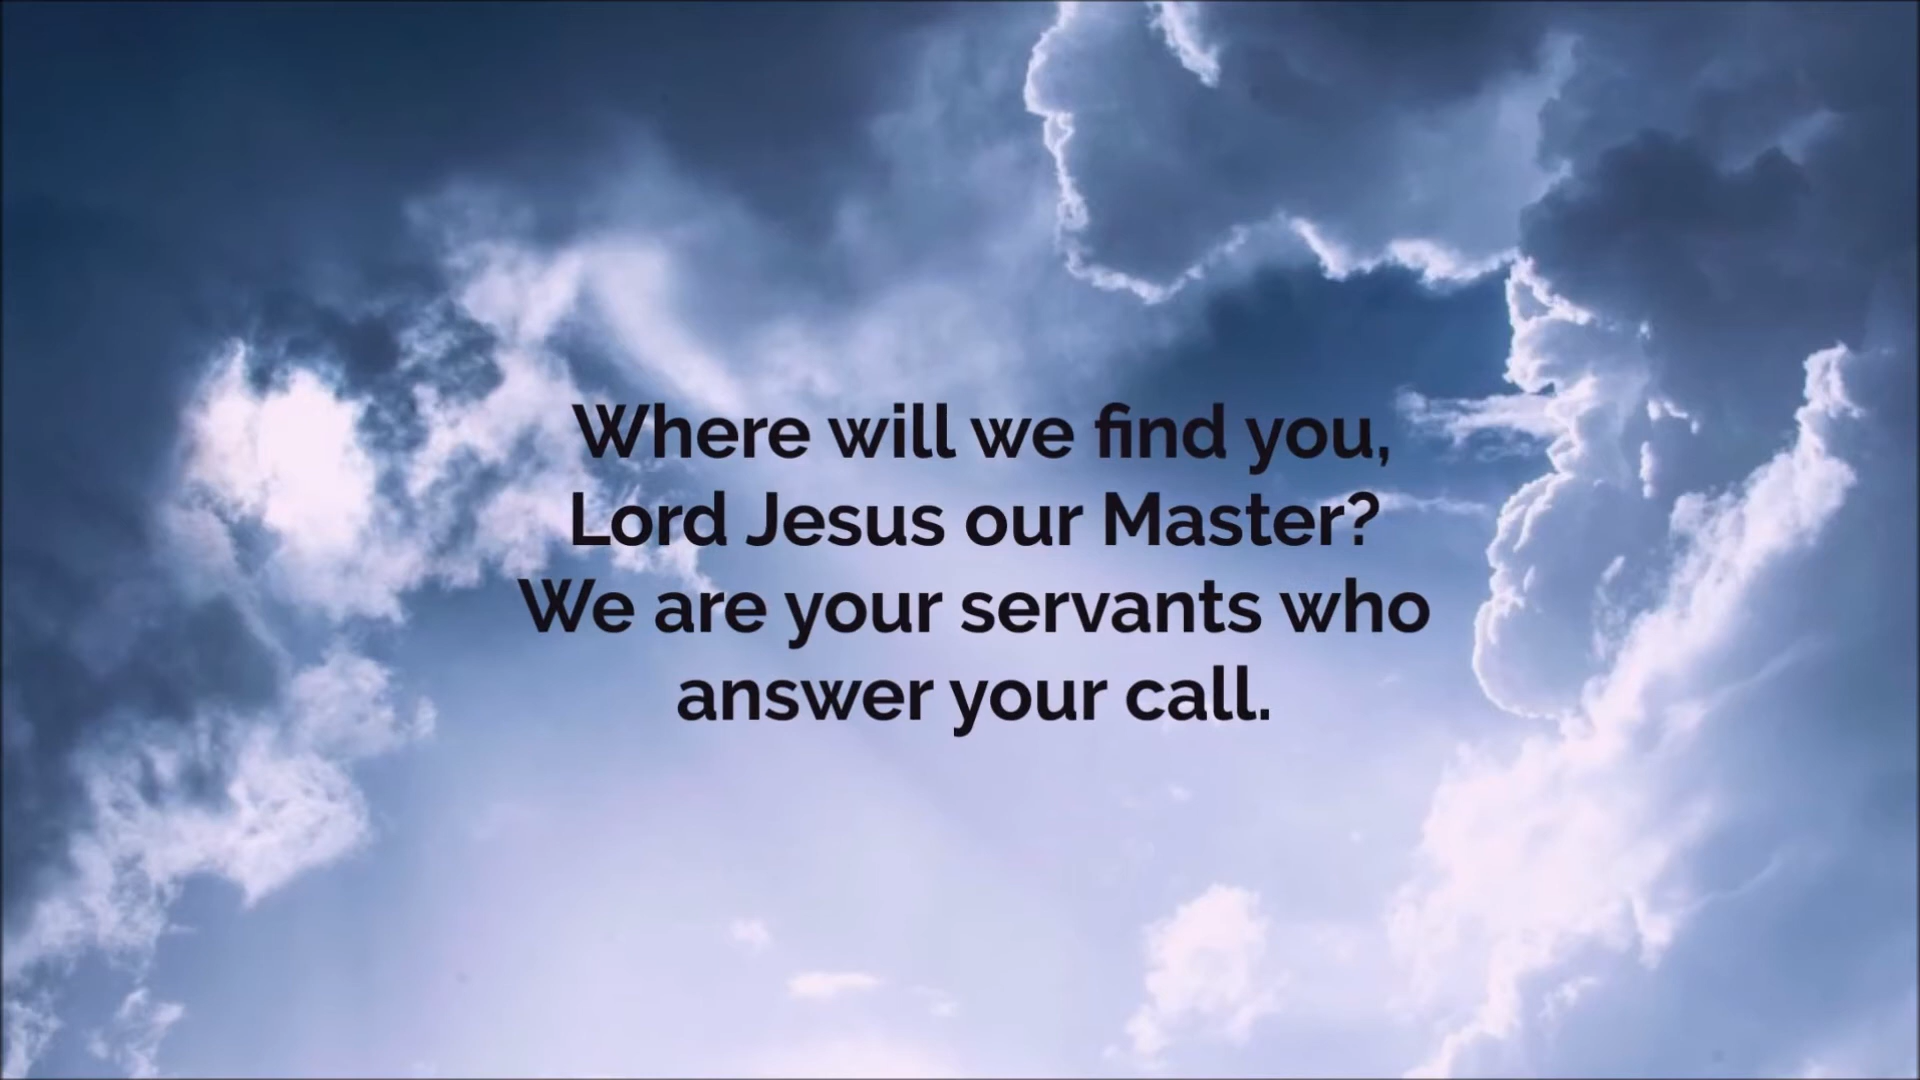 Where will we find you,
Lord Jesus our Master?
We are your servants who
answer your call.